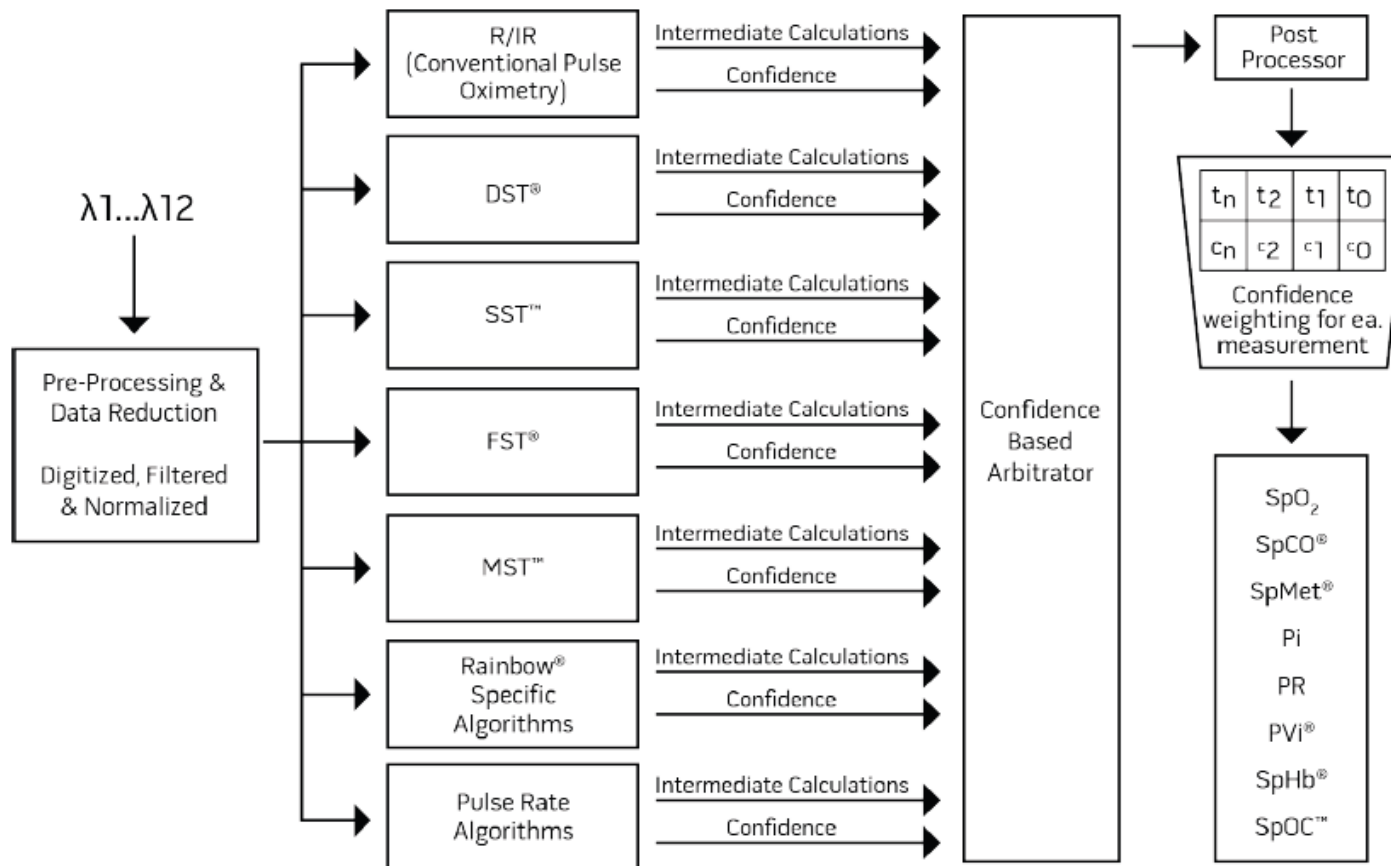 λ1...λ12
Pre-Processing &
Data Reduction
Digitized, Filtered
& Normalized
R/IR
(Conventional Pulse
Oximetry)
Intermediate Calculations
Confidence
DST®
Intermediate Calculations
Confidence
SST™
Intermediate Calculations
Confidence
FST®
Intermediate Calculations
Confidence
MST™
Intermediate Calculations
Confidence
Rainbow®
Specific
Algorithms
Intermediate Calculations
Confidence
Pulse Rate
Algorithms
Intermediate Calculations
Confidence
Confidence
Based
Arbitrator
Post
Processor
tn t2 t1 t0
cn c2 c1 c0
Confidence
weighting for ea.
measurement
SpO₂
SpCO®
SpMet®
Pi
PR
PVi®
SpHb®
SpOC™